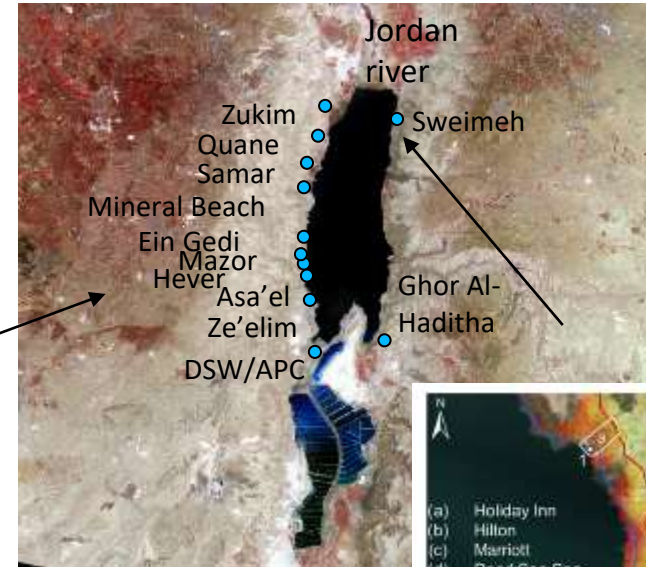 Jordan
river
Zukim
Sweimeh
Quane
Samar
Mineral Beach
Ein Gedi
Mazor
Hever
Asa'el
Ghor Al-
Haditha
Ze'elim
DSW/APC
N
(a) Holiday Inn
(b) Hilton
(c) Marriott